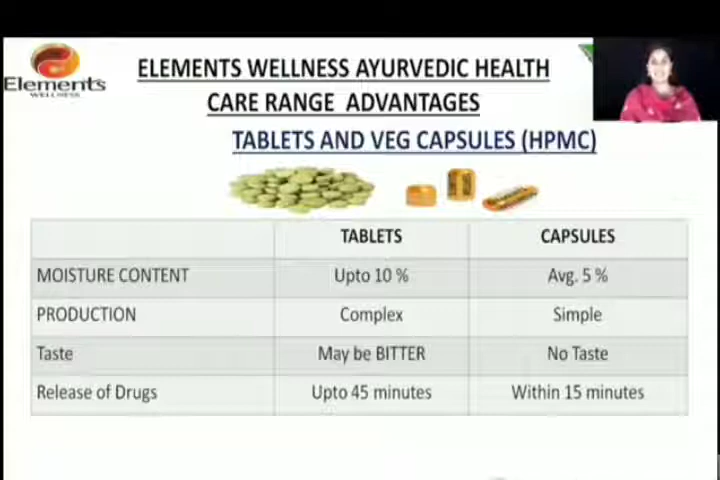 Elements
WELLNESS
ELEMENTS WELLNESS AYURVEDIC HEALTH
CARE RANGE ADVANTAGES
TABLETS AND VEG CAPSULES (HPMC)
TABLETS CAPSULES
MOISTURE CONTENT Upto 10 % Avg. 5 %
PRODUCTION Complex Simple
Taste May be BITTER No Taste
Release of Drugs Upto 45 minutes Within 15 minutes